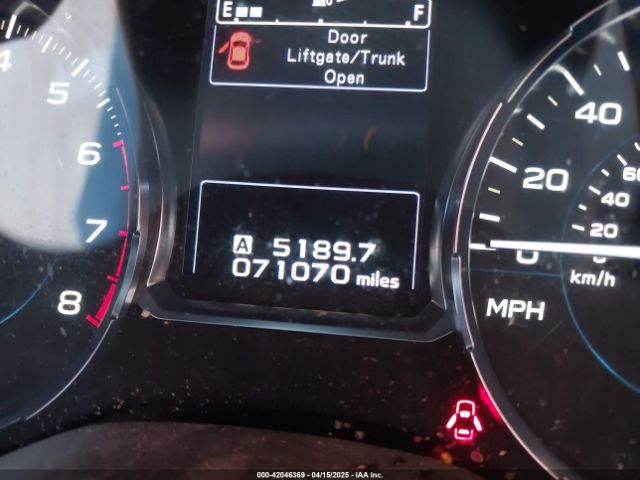 E F
Door
Liftgate/Trunk
Open
4
5
6
7
8
A 5189.7
071070 miles
40
20
0
60
40
20
0
km/h
MPH
000-42046369 - 04/15/2025 - IAA Inc.